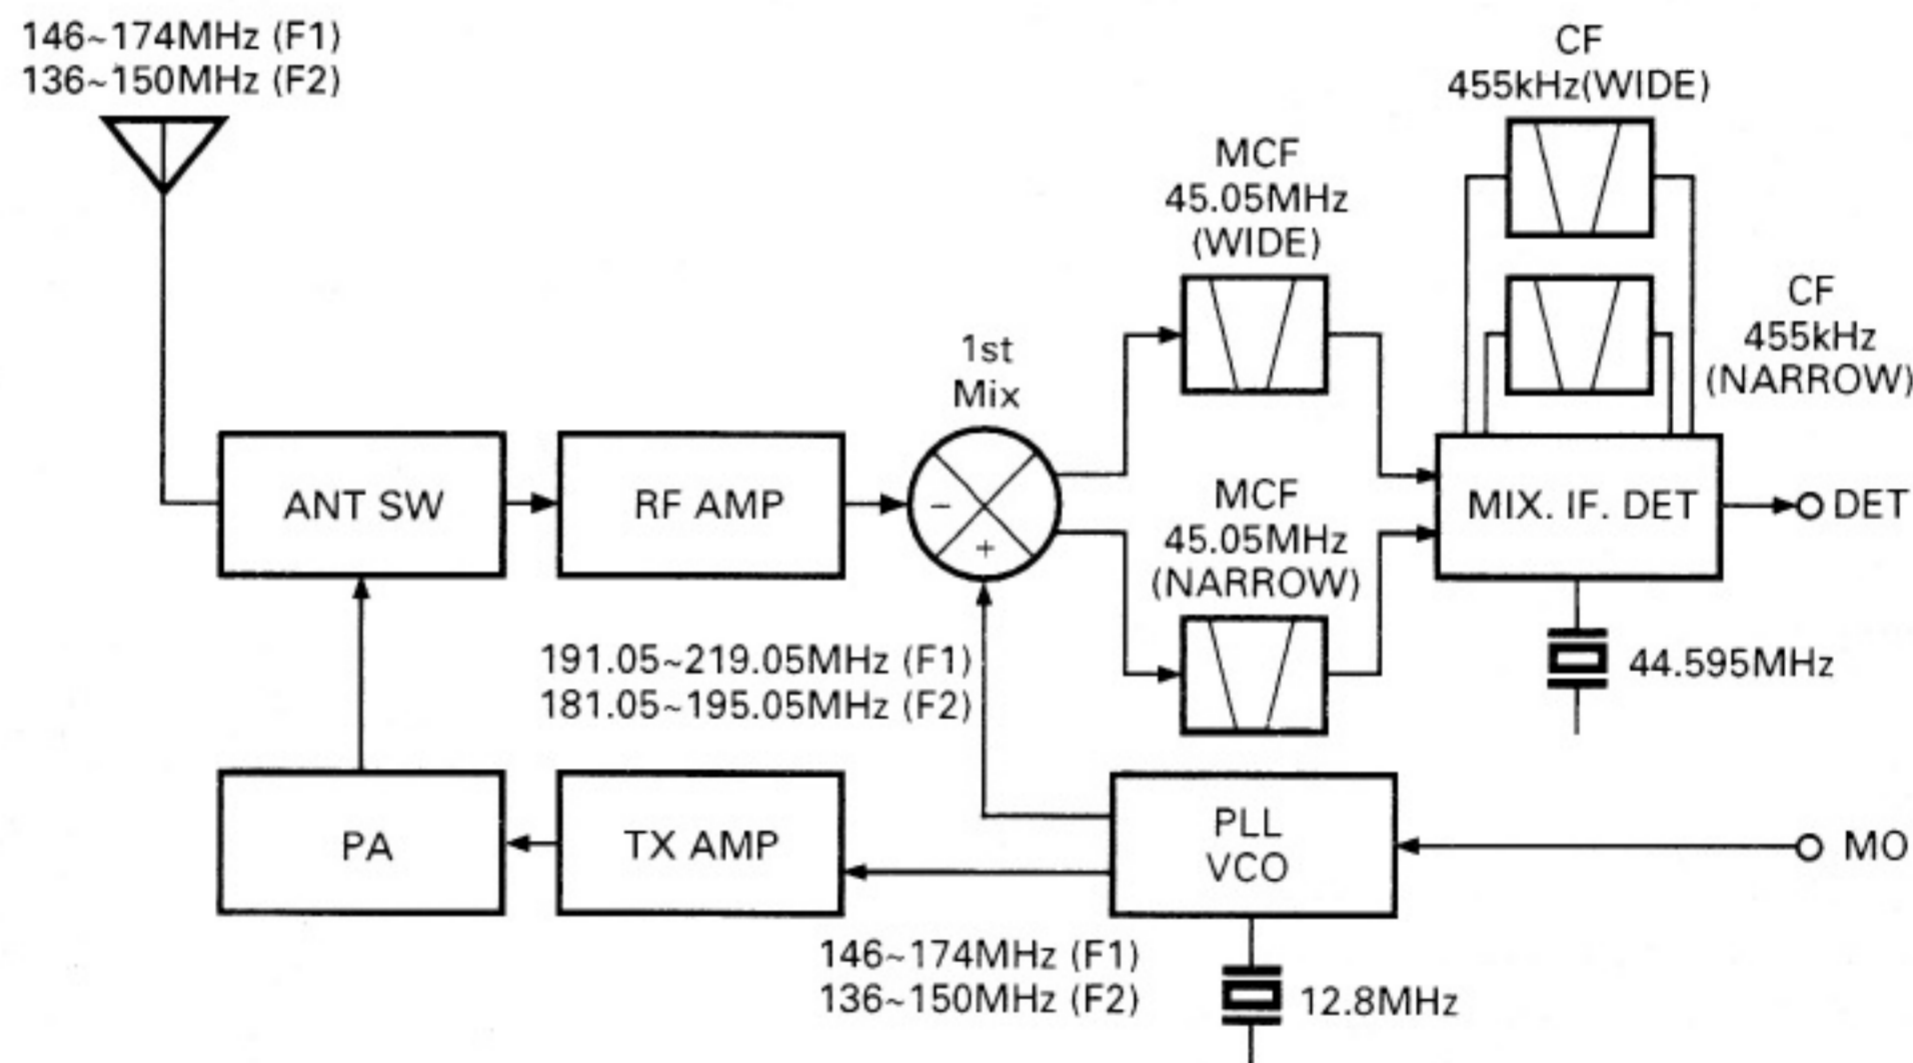 146~174MHz (F1)
136~150MHz (F2)
CF
455kHz(WIDE)
MCF
45.05MHz
(WIDE)
CF
455kHz
(NARROW)
1st
Mix
ANT SW
RF AMP
−
+
MCF
45.05MHz
(NARROW)
MIX. IF. DET
DET
191.05~219.05MHz (F1)
181.05~195.05MHz (F2)
44.595MHz
PA
TX AMP
PLL
VCO
MO
146~174MHz (F1)
136~150MHz (F2)
12.8MHz